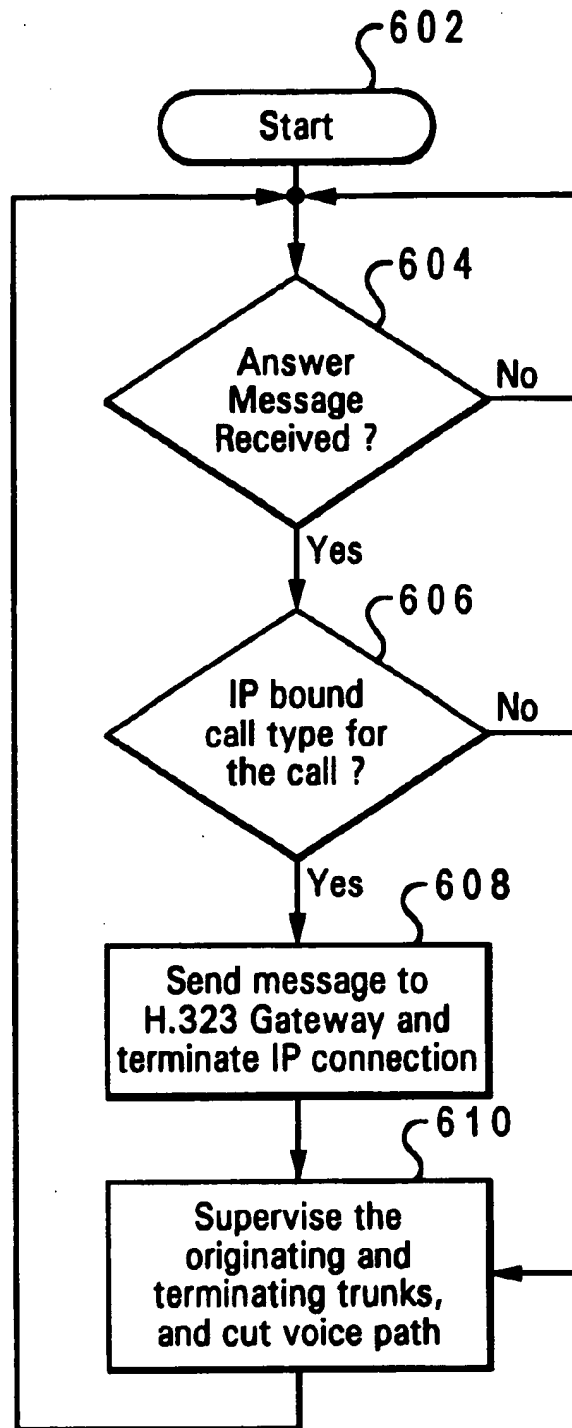 602
Start
604
Answer
Message
Received ?
No
Yes
606
IP bound
call type for
the call ?
No
Yes
608
Send message to
H.323 Gateway and
terminate IP connection
610
Supervise the
originating and
terminating trunks,
and cut voice path